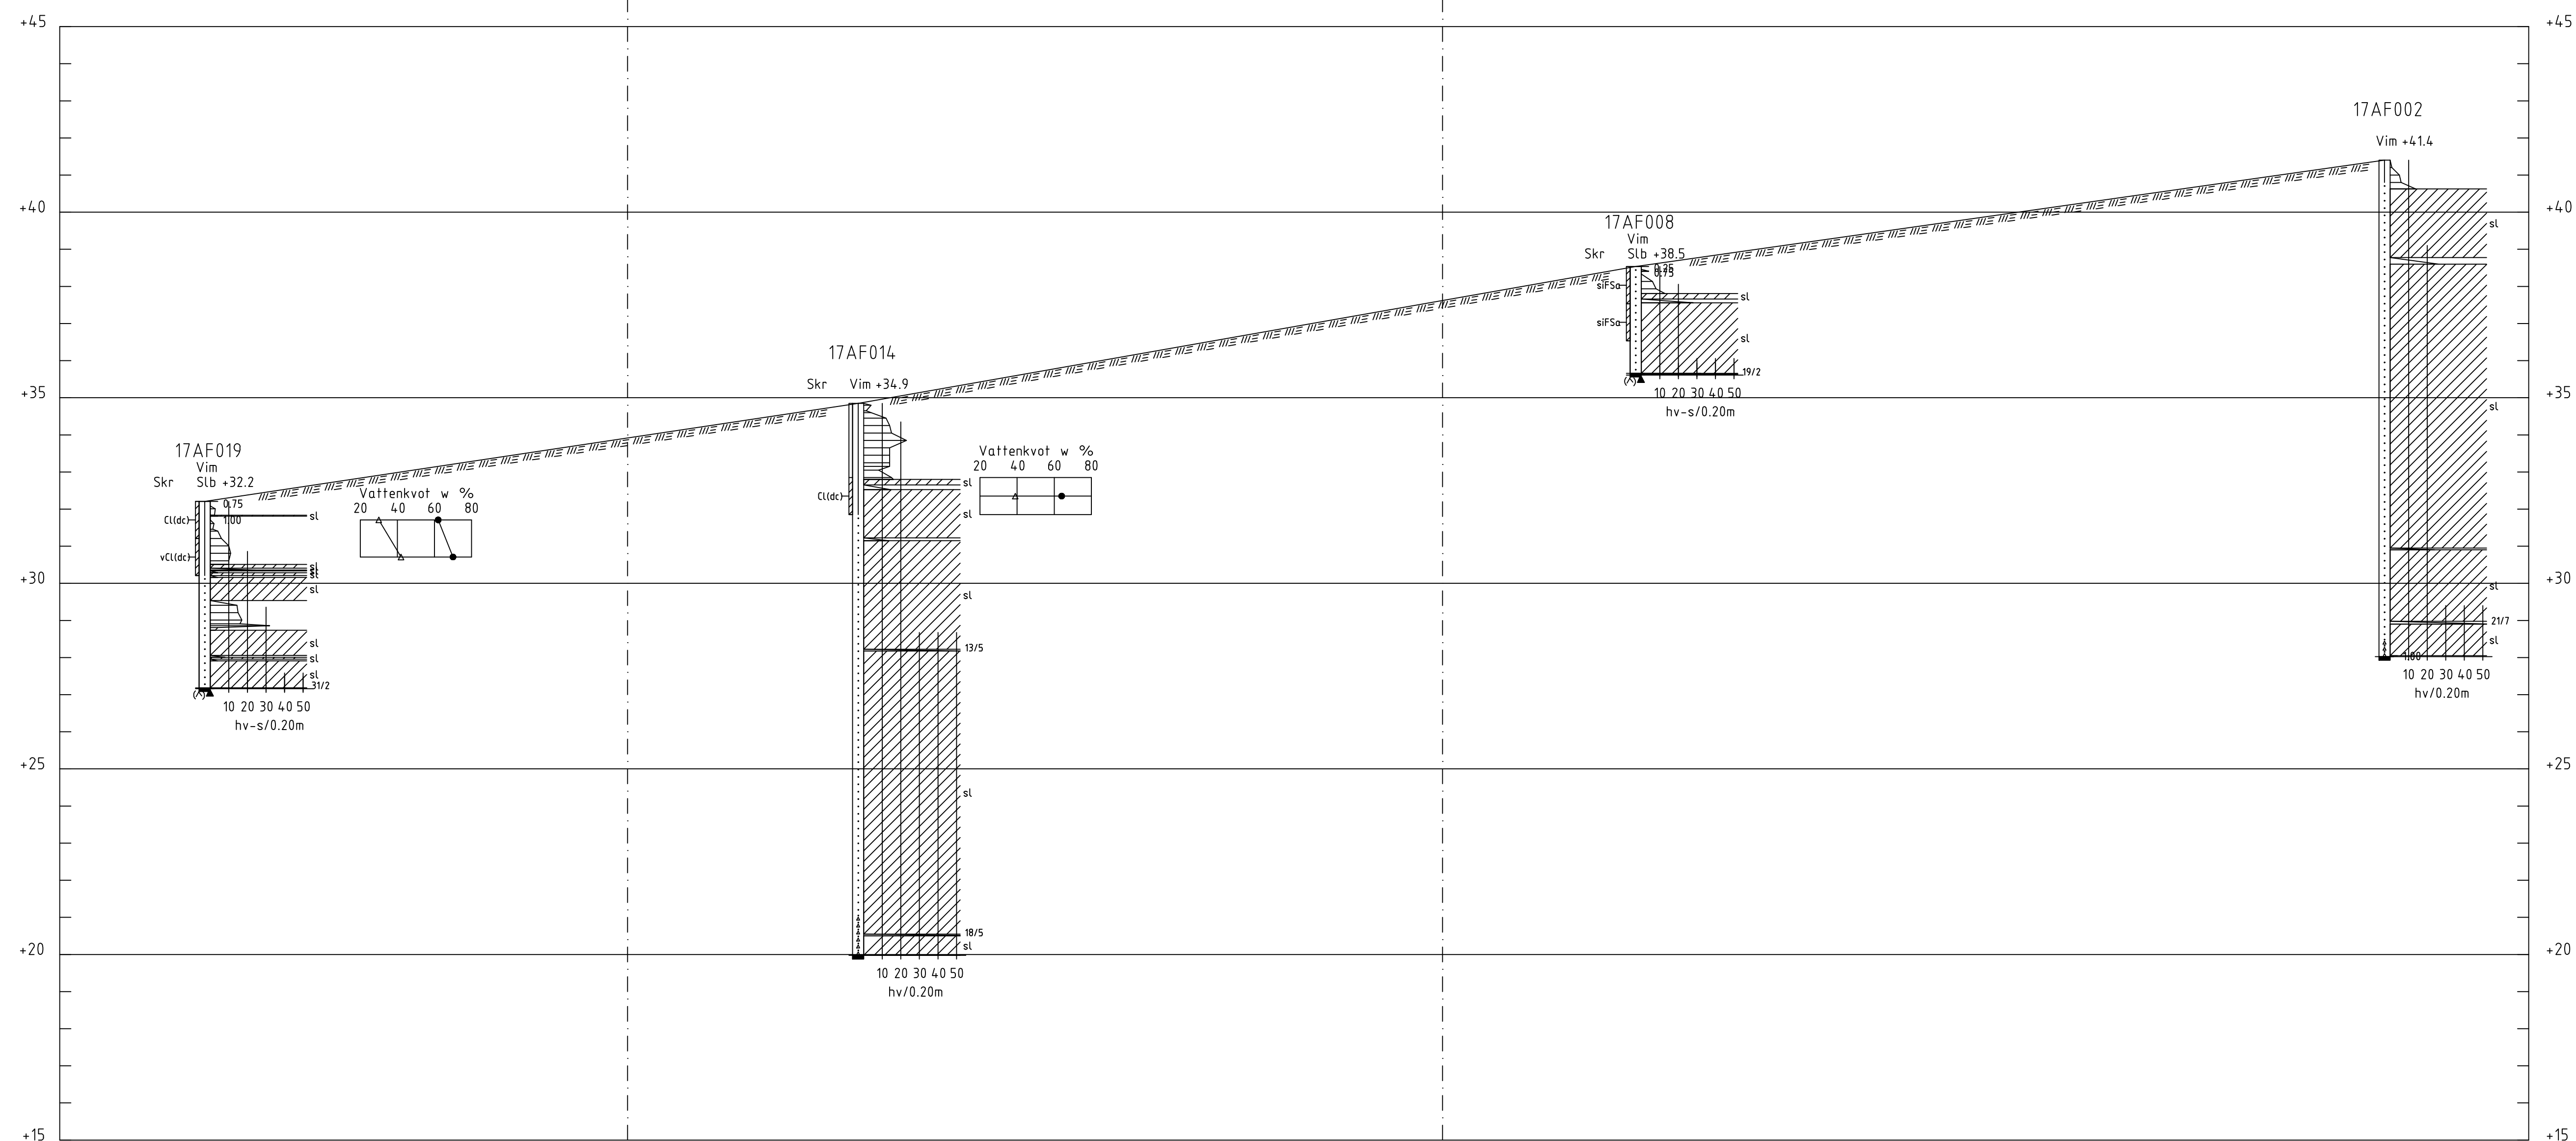 +45
+45
17AF002
Vim +41.4
+40
+40
sl
17AF008
Vim
Skr Slb +38.5
0.75
siFSa
sl
siFSa
sl
19/2
10 20 30 40 50
hv-s/0.20m
17AF014
Skr Vim +34.9
+35
+35
sl
Vattenkvot w %
20 40 60 80
sl
Cl(dc)
sl
17AF019
Vim
Skr Slb +32.2
0.75
Vattenkvot w %
20 40 60 80
Cl(dc)
1.00
sl
vCl(dc)
sl
sl
sl
+30
+30
sl
sl
sl
21/7
sl
sl
13/5
sl
sl
1.00
31/2
10 20 30 40 50
hv-s/0.20m
10 20 30 40 50
hv/0.20m
+25
+25
sl
18/5
sl
+20
+20
10 20 30 40 50
hv/0.20m
+15
+15